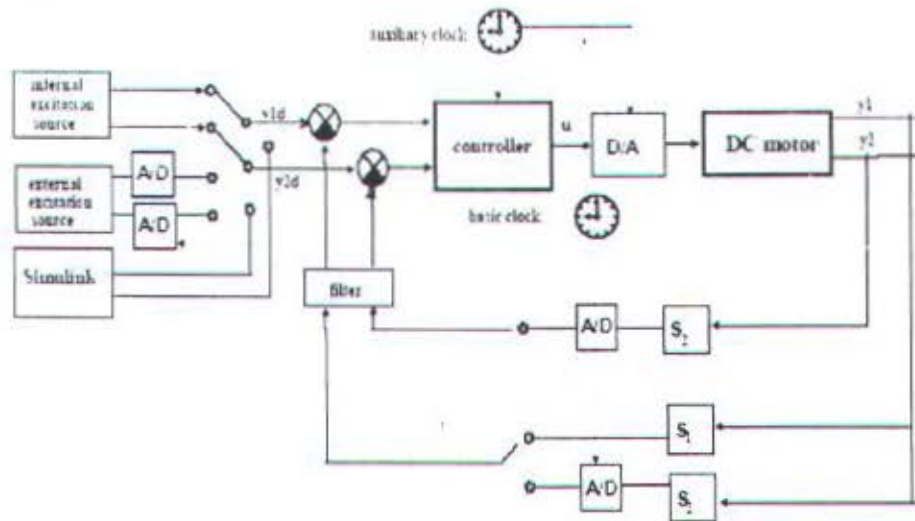 auxiliary clock
internal
excitation
source
y1d
y2d
A/D
A/D
external
excitation
source
Simulink
controller
u
D/A
DC motor
y1
y2
basic clock
filter
A/D
S2
S1
A/D
S2